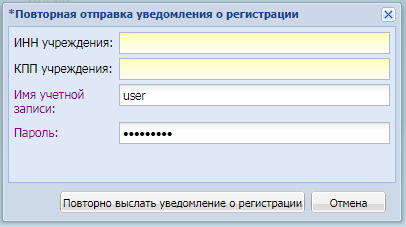 *Повторная отправка уведомления о регистрации
ИНН учреждения:
КПП учреждения:
Имя учетной
записи:
user
Пароль:
•••••••••
Повторно выслать уведомление о регистрации
Отмена